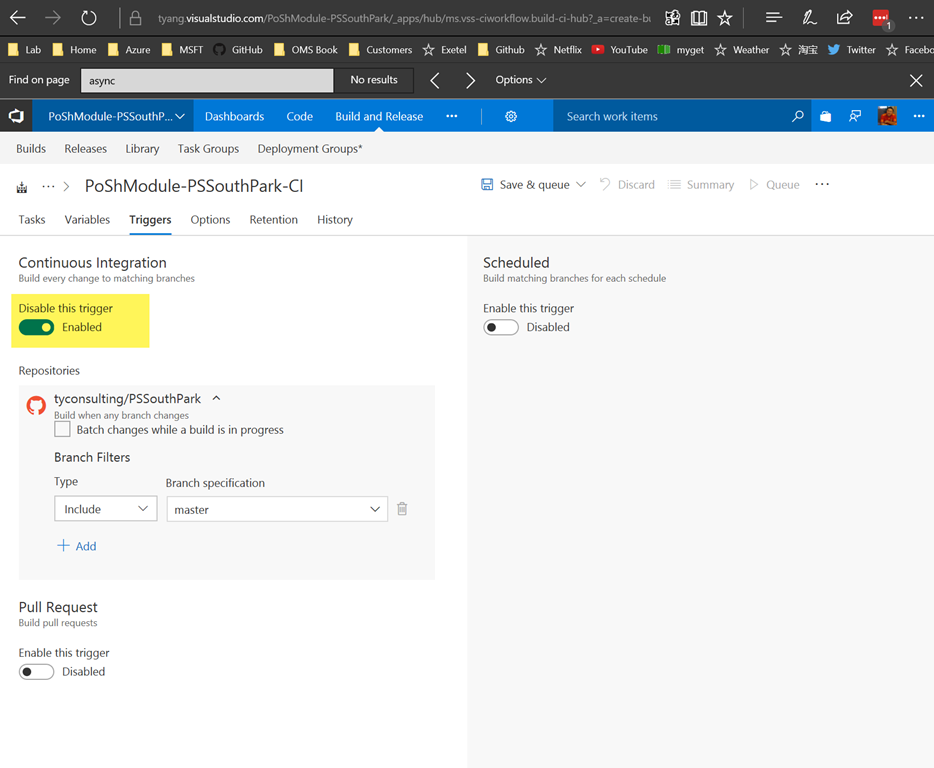 tyang.visualstudio.com/PoShModule-PSSouthPark/_apps/hub/ms.vss-ciworkflow.build-ci-hub?_a=create-bu
1
Lab Home Azure MSFT GitHub OMS Book Customers Exetel Github Netflix YouTube myget Weather 淘宝 Twitter Facebo
Find on page async No results Options
PoShModule-PSSouthP... Dashboards Code Build and Release ... Search work items ...
Builds Releases Library Task Groups Deployment Groups*
... PoShModule-PSSouthPark-CI Save & queue Discard Summary Queue ...
Tasks Variables Triggers Options Retention History
Continuous Integration
Build every change to matching branches
Disable this trigger
Enabled
Repositories
tyconsulting/PSSouthPark
Build when any branch changes
Batch changes while a build is in progress
Branch Filters
Type Branch specification
Include master
+ Add
Pull Request
Build pull requests
Enable this trigger
Disabled
Scheduled
Build matching branches for each schedule
Enable this trigger
Disabled